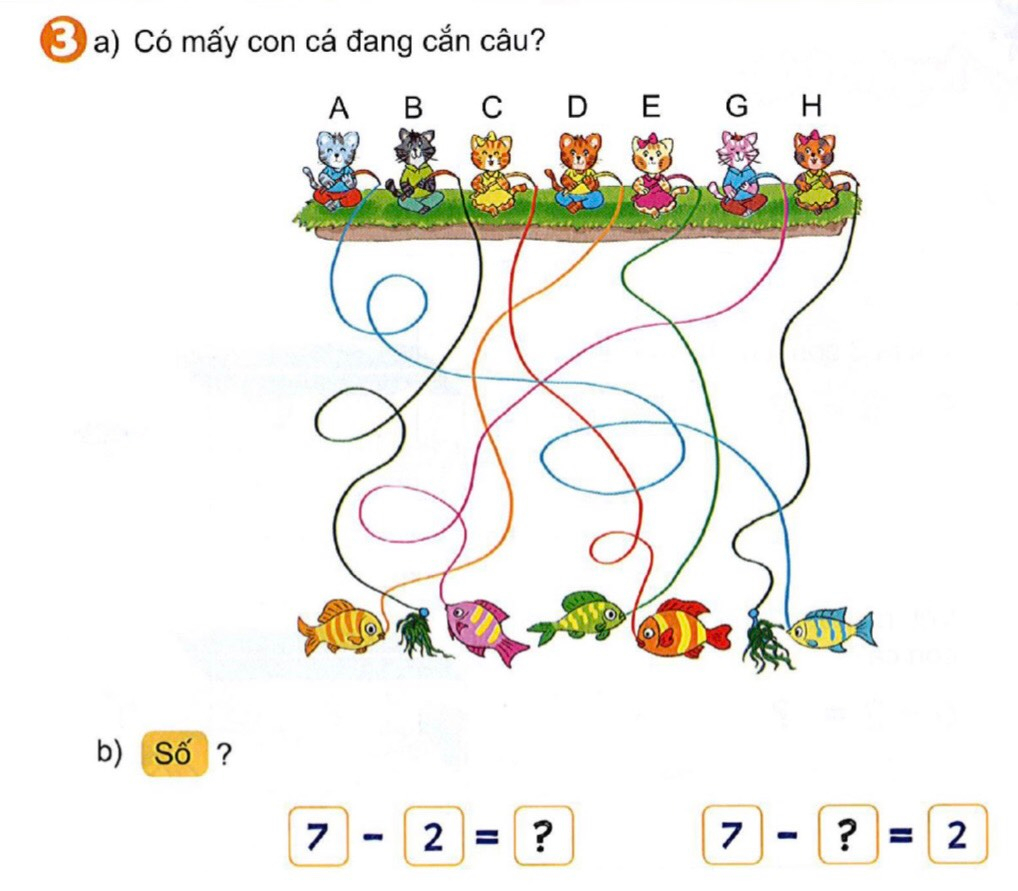 3 a) Có mấy con cá đang cắn câu?
A B C D E G H
b) Số ?
7 - 2 = ? 7 - ? = 2